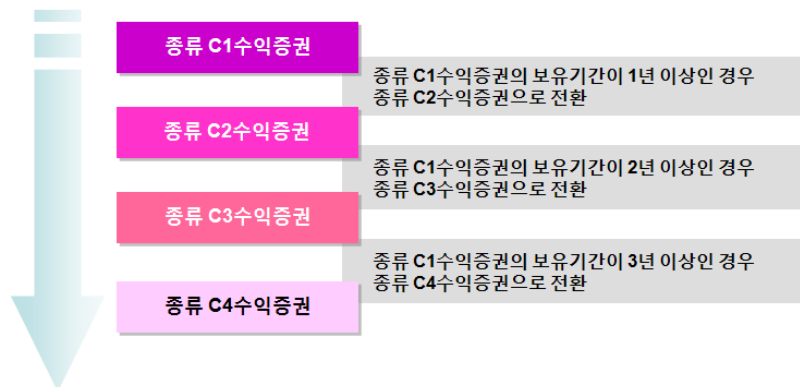 종류 C1수익증권
종류 C1수익증권의 보유기간이 1년 이상인 경우
종류 C2수익증권으로 전환
종류 C2수익증권
종류 C1수익증권의 보유기간이 2년 이상인 경우
종류 C3수익증권으로 전환
종류 C3수익증권
종류 C1수익증권의 보유기간이 3년 이상인 경우
종류 C4수익증권으로 전환
종류 C4수익증권